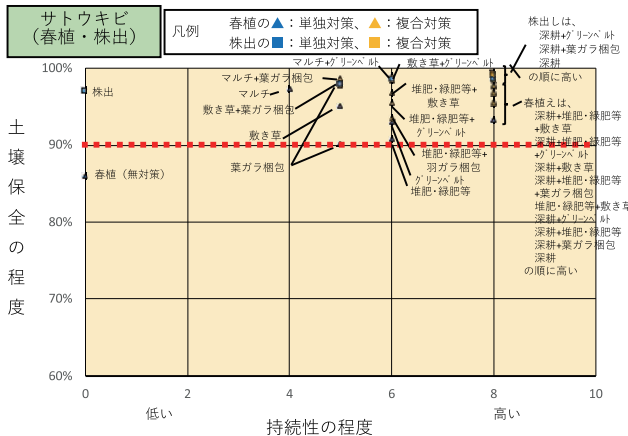 サトウキビ
（春植・株出）
凡例
春植の▲：単独対策、▲：複合対策
株出の■：単独対策、■：複合対策
株出しは、
深耕+グリーンベルト
深耕+葉ガラ梱包
深耕
の順に高い
マルチ+グリーンベルト
敷き草+グリーンベルト
100%
マルチ+葉ガラ梱包
株出
マルチ
堆肥・緑肥等+
敷き草
敷き草+葉ガラ梱包
春植えは、
深耕+堆肥・緑肥等
+敷き草
深耕+堆肥・緑肥等
+グリーンベルト
深耕+敷き草
深耕+堆肥・緑肥等
+葉ガラ梱包
堆肥・緑肥等+敷き草
深耕+グリーンベルト
深耕+堆肥・緑肥等
深耕+葉ガラ梱包
深耕
の順に高い
堆肥・緑肥等+
グリーンベルト
敷き草
90%
堆肥・緑肥等+
羽ガラ梱包
葉ガラ梱包
春植（無対策）
グリーンベルト
堆肥・緑肥等
土壌保全の程度
80%
70%
60%
0
2
4
6
8
10
低い
高い
持続性の程度